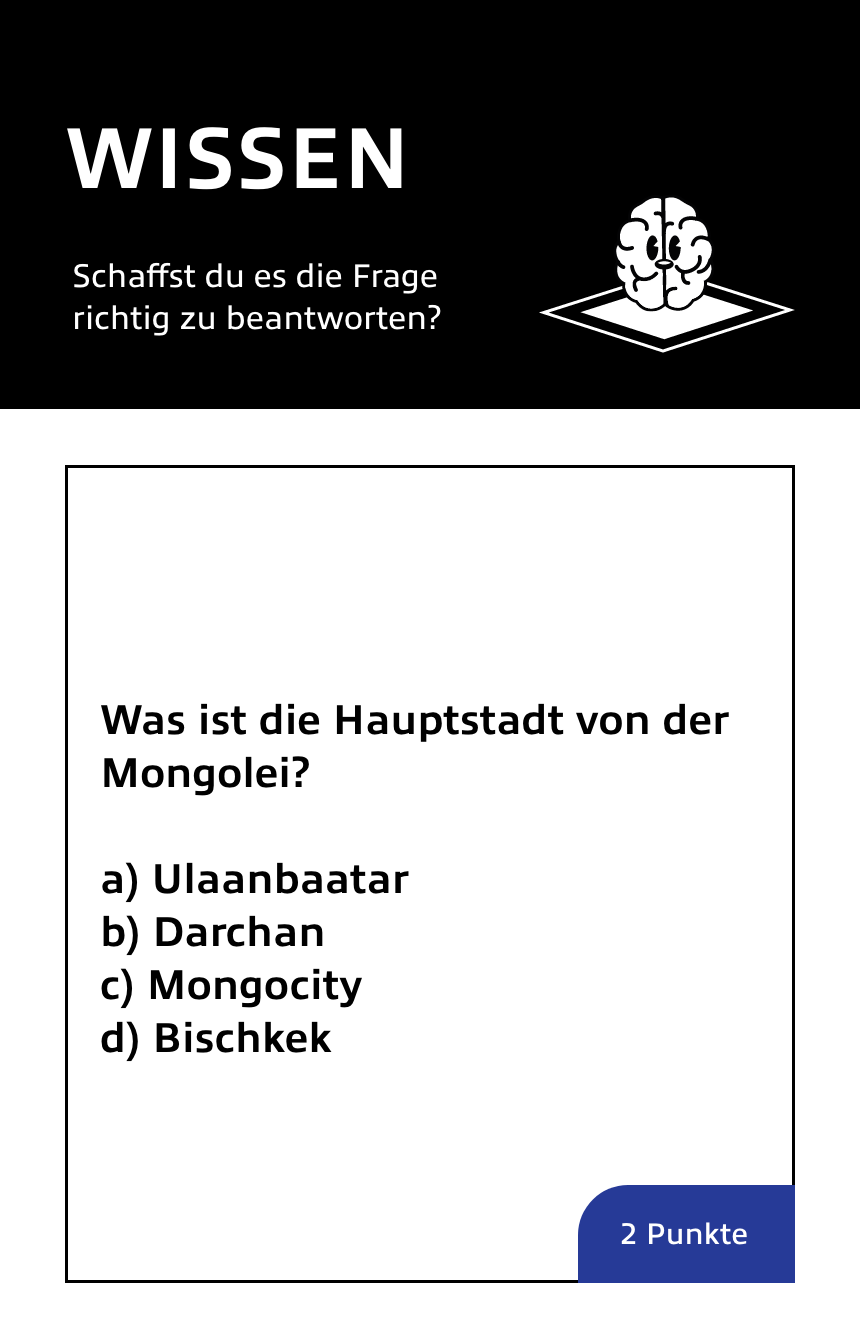 WISSEN
Schaffst du es die Frage
richtig zu beantworten?
Was ist die Hauptstadt von der
Mongolei?
a) Ulaanbaatar
b) Darchan
c) Mongocity
d) Bischkek
2 Punkte